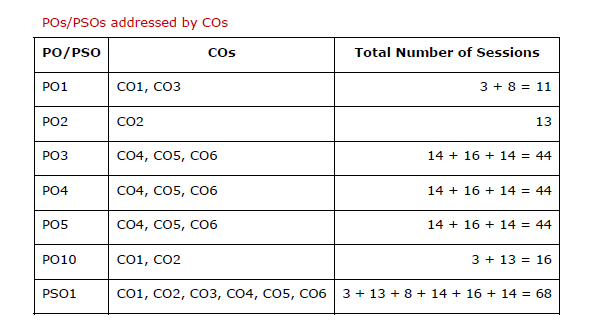 POs/PSOs addressed by COs
PO/PSO COs Total Number of Sessions
PO1 CO1, CO3 3 + 8 = 11
PO2 CO2 13
PO3 CO4, CO5, CO6 14 + 16 + 14 = 44
PO4 CO4, CO5, CO6 14 + 16 + 14 = 44
PO5 CO4, CO5, CO6 14 + 16 + 14 = 44
PO10 CO1, CO2 3 + 13 = 16
PSO1 CO1, CO2, CO3, CO4, CO5, CO6 3 + 13 + 8 + 14 + 16 + 14 = 68